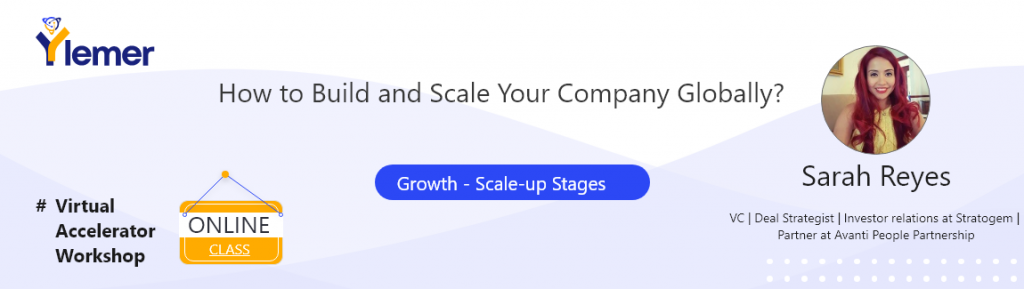 Ylemer
How to Build and Scale Your Company Globally?
Growth - Scale-up Stages
# Virtual
Accelerator
Workshop
ONLINE
CLASS
Sarah Reyes
VC | Deal Strategist | Investor relations at Stratogem |
Partner at Avanti People Partnership